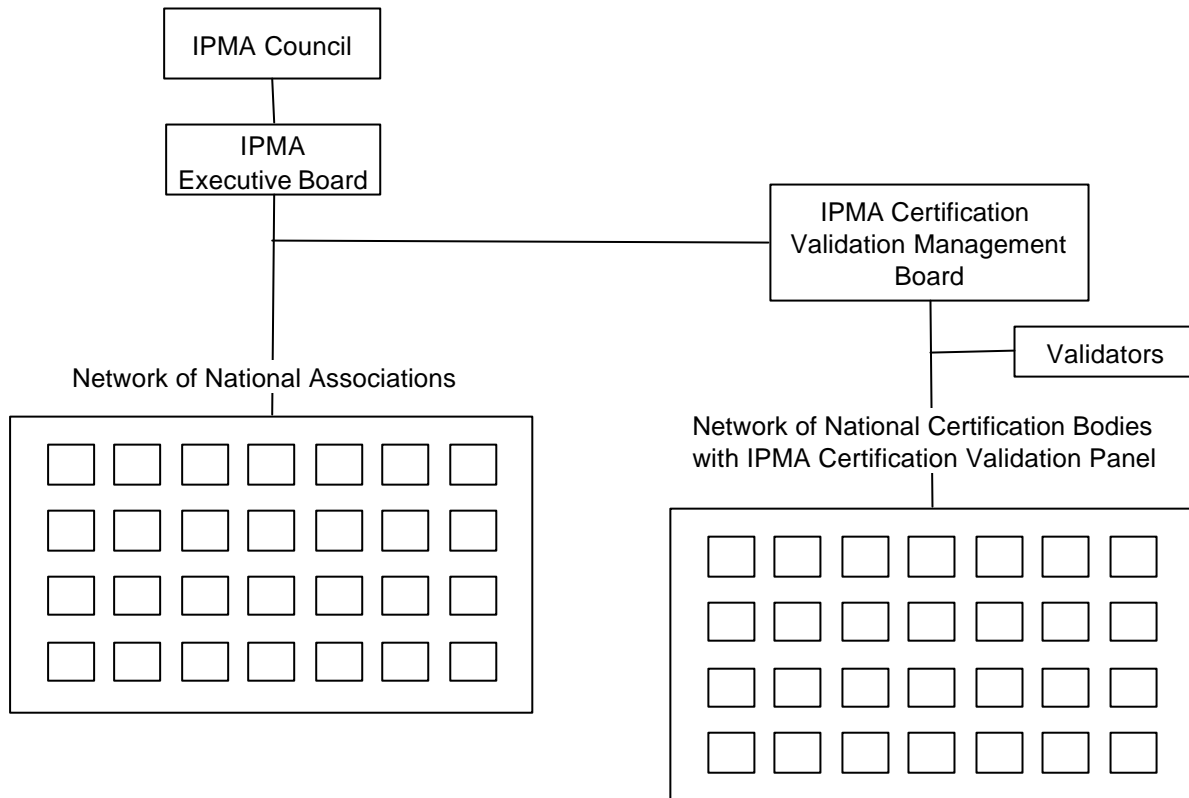 IPMA Council
IPMA
Executive Board
IPMA Certification
Validation Management
Board
Validators
Network of National Associations
Network of National Certification Bodies
with IPMA Certification Validation Panel